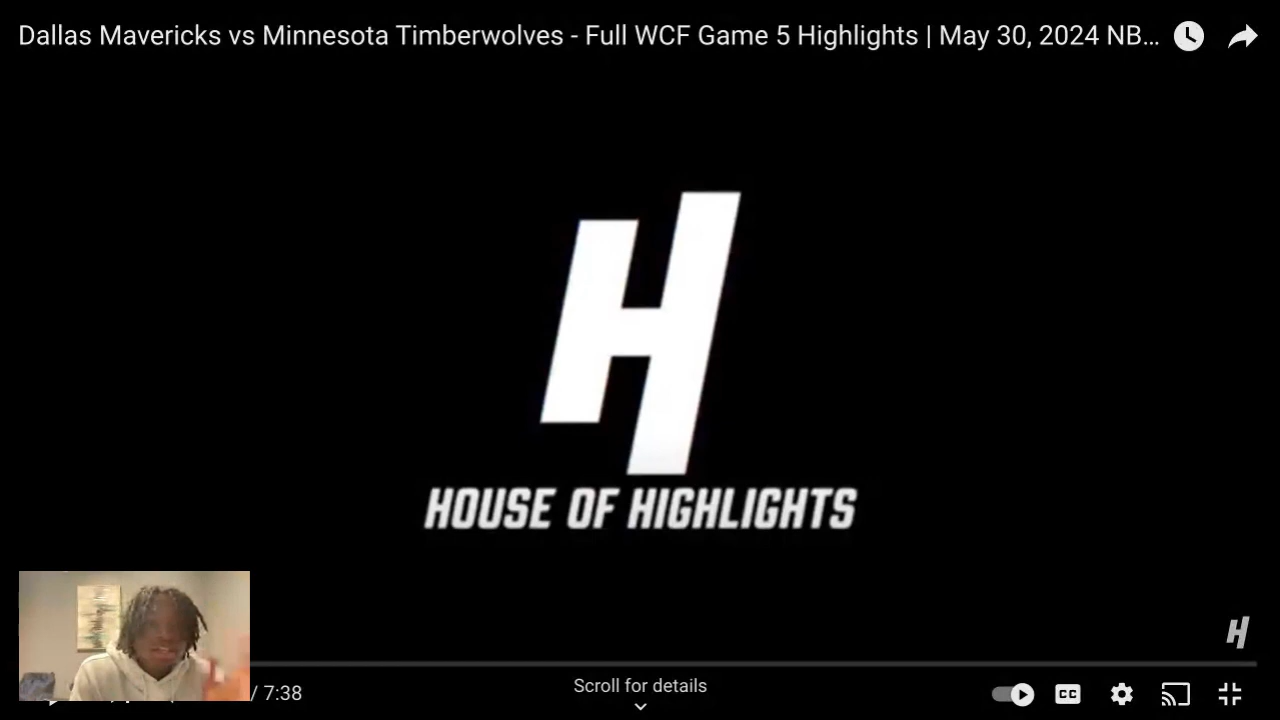 Dallas Mavericks vs Minnesota Timberwolves - Full WCF Game 5 Highlights | May 30, 2024 NB...
H
HOUSE OF HIGHLIGHTS
H
/ 7:38
Scroll for details
CC